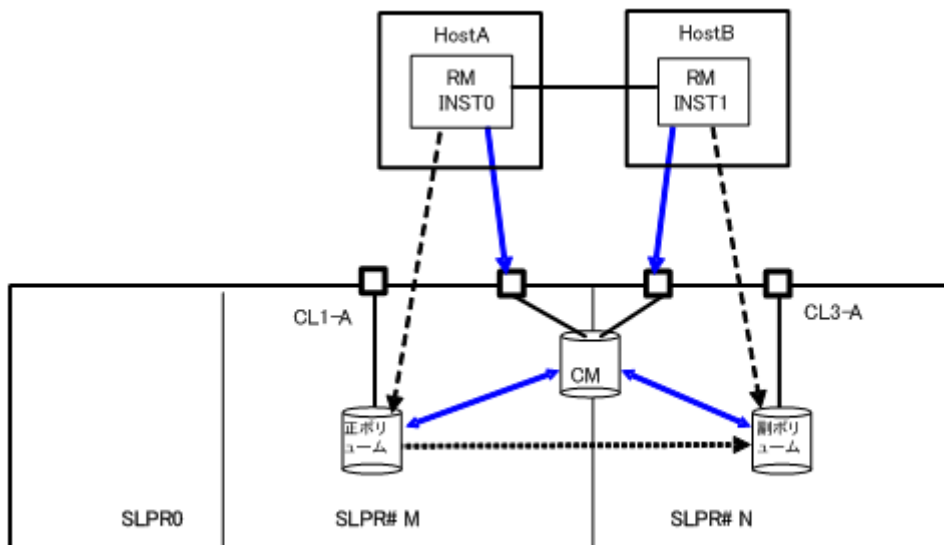 HostA
HostB
RM
INST0
RM
INST1
CL1-A
CL3-A
CM
正ボリ
ューム
副ボリ
ューム
SLPR0
SLPR# M
SLPR# N